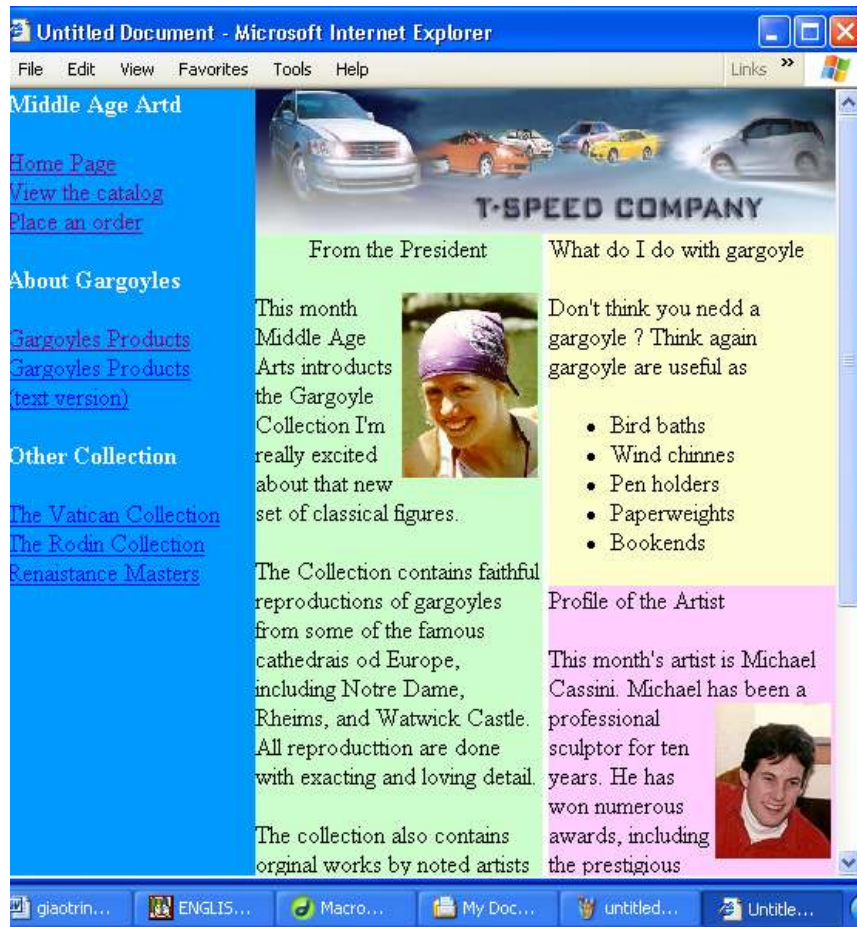 Untitled Document - Microsoft Internet Explorer
File Edit View Favorites Tools Help
Links »
Middle Age Artd
Home Page
View the catalog
Place an order
About Gargoyles
Gargoyles Products
Gargoyles Products
(text version)
Other Collection
The Vatican Collection
The Rodin Collection
Renaistance Masters
T-SPEED COMPANY
From the President
This month
Middle Age
Arts introducts
the Gargoyle
Collection I'm
really excited
about that new
set of classical figures.
The Collection contains faithful
reproductions of gargoyles
from some of the famous
cathedrais od Europe,
including Notre Dame,
Rheims, and Watwick Castle.
All reproducttion are done
with exacting and loving detail.
The collection also contains
orginal works by noted artists
What do I do with gargoyle
Don't think you nedd a
gargoyle ? Think again
gargoyle are useful as
• Bird baths
• Wind chinnes
• Pen holders
• Paperweights
• Bookends
Profile of the Artist
This month's artist is Michael
Cassini. Michael has been a
professional
sculptor for ten
years. He has
won numerous
awards, including
the prestigious
giaotrin...
ENGLIS...
Macro...
My Doc...
untitled...
Untitle...